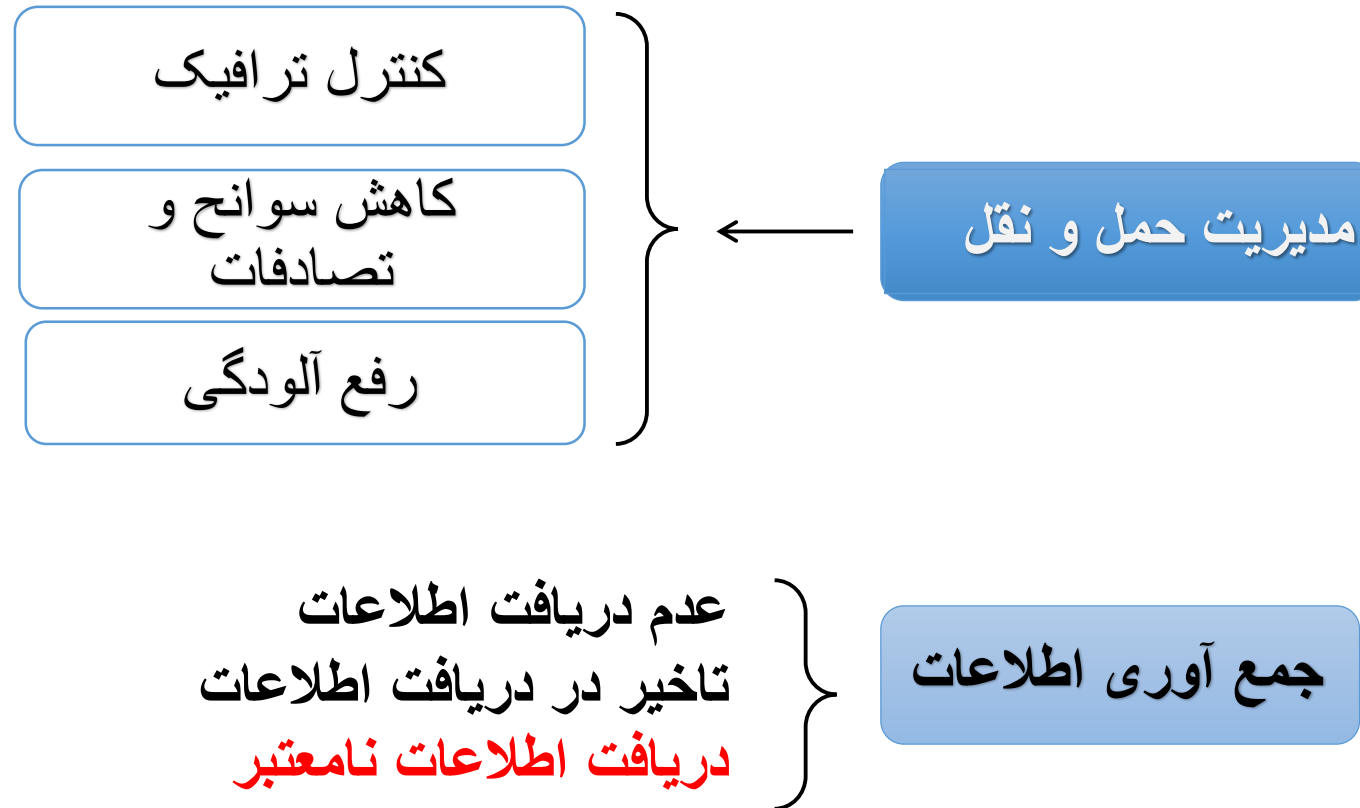 مدیریت حمل و نقل
کنترل ترافیک
کاهش سوانح و
تصادفات
رفع آلودگی
جمع آوری اطلاعات
عدم دریافت اطلاعات
تاخیر در دریافت اطلاعات
دریافت اطلاعات نامعتبر